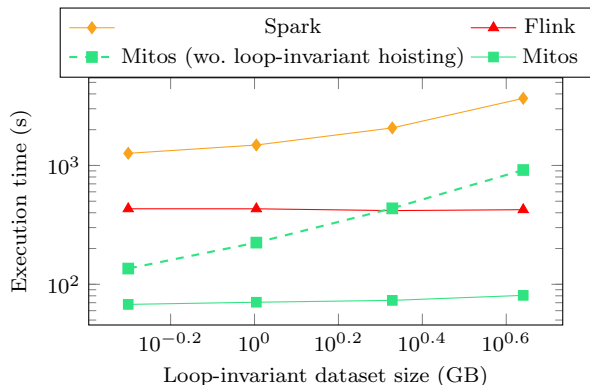 Spark Flink
Mitos (wo. loop-invariant hoisting) Mitos
Execution time (s)
10^3
10^2
10^−0.2 10^0 10^0.2 10^0.4 10^0.6
Loop-invariant dataset size (GB)